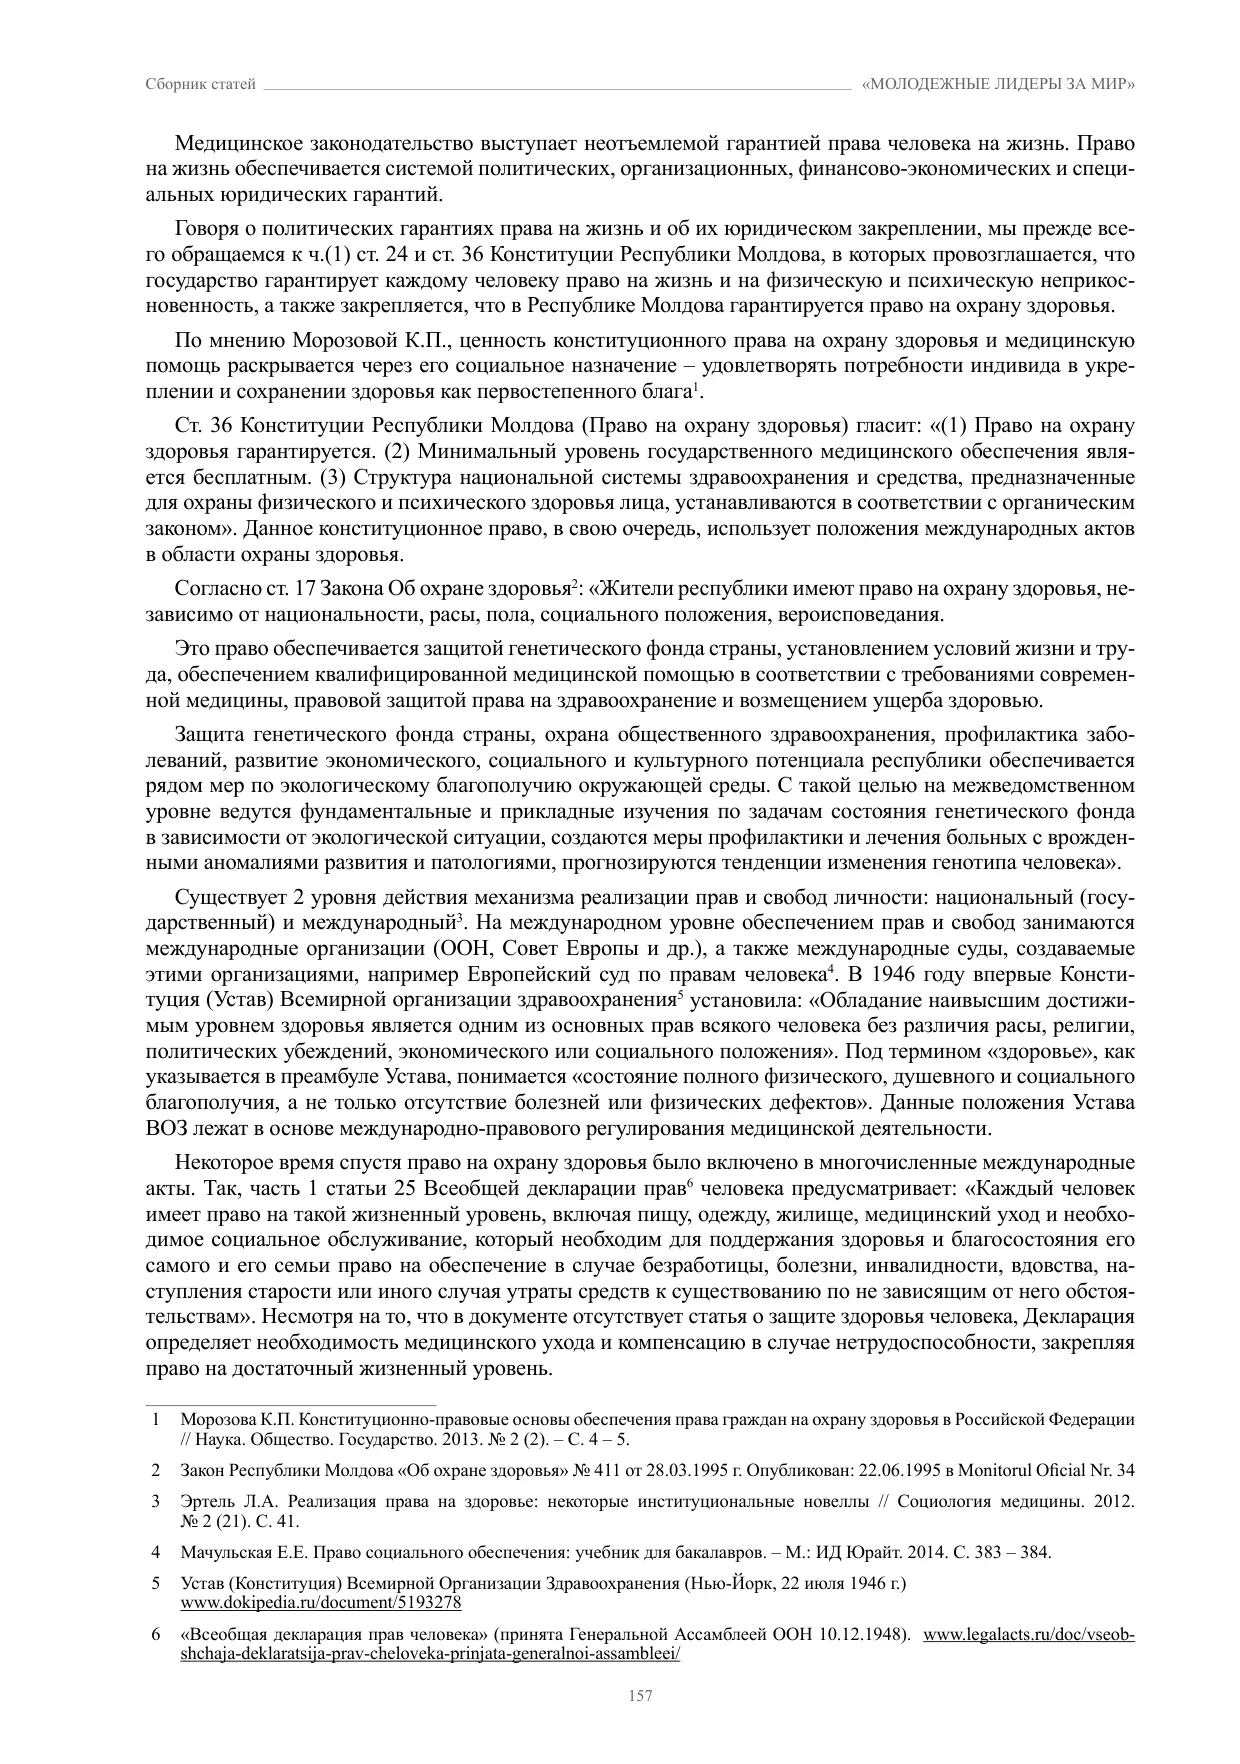 Сборник статей «МОЛОДЕЖНЫЕ ЛИДЕРЫ ЗА МИР»
Медицинское законодательство выступает неотъемлемой гарантией права человека на жизнь. Право
на жизнь обеспечивается системой политических, организационных, финансово-экономических и специ-
альных юридических гарантий.
Говоря о политических гарантиях права на жизнь и об их юридическом закреплении, мы прежде все-
го обращаемся к ч.(1) ст. 24 и ст. 36 Конституции Республики Молдова, в которых провозглашается, что
государство гарантирует каждому человеку право на жизнь и на физическую и психическую неприкос-
новенность, а также закрепляется, что в Республике Молдова гарантируется право на охрану здоровья.
По мнению Морозовой К.П., ценность конституционного права на охрану здоровья и медицинскую
помощь раскрывается через его социальное назначение – удовлетворять потребности индивида в укре-
плении и сохранении здоровья как первостепенного блага1.
Ст. 36 Конституции Республики Молдова (Право на охрану здоровья) гласит: «(1) Право на охрану
здоровья гарантируется. (2) Минимальный уровень государственного медицинского обеспечения явля-
ется бесплатным. (3) Структура национальной системы здравоохранения и средства, предназначенные
для охраны физического и психического здоровья лица, устанавливаются в соответствии с органическим
законом». Данное конституционное право, в свою очередь, использует положения международных актов
в области охраны здоровья.
Согласно ст. 17 Закона Об охране здоровья2: «Жители республики имеют право на охрану здоровья, не-
зависимо от национальности, расы, пола, социального положения, вероисповедания.
Это право обеспечивается защитой генетического фонда страны, установлением условий жизни и тру-
да, обеспечением квалифицированной медицинской помощью в соответствии с требованиями современ-
ной медицины, правовой защитой права на здравоохранение и возмещением ущерба здоровью.
Защита генетического фонда страны, охрана общественного здравоохранения, профилактика забо-
леваний, развитие экономического, социального и культурного потенциала республики обеспечивается
рядом мер по экологическому благополучию окружающей среды. С такой целью на межведомственном
уровне ведутся фундаментальные и прикладные изучения по задачам состояния генетического фонда
в зависимости от экологической ситуации, создаются меры профилактики и лечения больных с врожден-
ными аномалиями развития и патологиями, прогнозируются тенденции изменения генотипа человека».
Существует 2 уровня действия механизма реализации прав и свобод личности: национальный (госу-
дарственный) и международный3. На международном уровне обеспечением прав и свобод занимаются
международные организации (ООН, Совет Европы и др.), а также международные суды, создаваемые
этими организациями, например Европейский суд по правам человека4. В 1946 году впервые Консти-
туция (Устав) Всемирной организации здравоохранения5 установила: «Обладание наивысшим достижи-
мым уровнем здоровья является одним из основных прав всякого человека без различия расы, религии,
политических убеждений, экономического или социального положения». Под термином «здоровье», как
указывается в преамбуле Устава, понимается «состояние полного физического, душевного и социального
благополучия, а не только отсутствие болезней или физических дефектов». Данные положения Устава
ВОЗ лежат в основе международно-правового регулирования медицинской деятельности.
Некоторое время спустя право на охрану здоровья было включено в многочисленные международные
акты. Так, часть 1 статьи 25 Всеобщей декларации прав6 человека предусматривает: «Каждый человек
имеет право на такой жизненный уровень, включая пищу, одежду, жилище, медицинский уход и необхо-
димое социальное обслуживание, который необходим для поддержания здоровья и благосостояния его
самого и его семьи право на обеспечение в случае безработицы, болезни, инвалидности, вдовства, на-
ступления старости или иного случая утраты средств к существованию по не зависящим от него обстоя-
тельствам». Несмотря на то, что в документе отсутствует статья о защите здоровья человека, Декларация
определяет необходимость медицинского ухода и компенсацию в случае нетрудоспособности, закрепляя
право на достаточный жизненный уровень.
1 Морозова К.П. Конституционно-правовые основы обеспечения права граждан на охрану здоровья в Российской Федерации
// Наука. Общество. Государство. 2013. № 2 (2). – С. 4 – 5.
2 Закон Республики Молдова «Об охране здоровья» № 411 от 28.03.1995 г. Опубликован: 22.06.1995 в Monitorul Oficial Nr. 34
3 Эртель Л.А. Реализация права на здоровье: некоторые институциональные новеллы // Социология медицины. 2012.
№ 2 (21). С. 41.
4 Мачульская Е.Е. Право социального обеспечения: учебник для бакалавров. – М.: ИД Юрайт. 2014. С. 383 – 384.
5 Устав (Конституция) Всемирной Организации Здравоохранения (Нью-Йорк, 22 июля 1946 г.)
www.dokipedia.ru/document/5193278
6 «Всеобщая декларация прав человека» (принята Генеральной Ассамблеей ООН 10.12.1948). www.legalacts.ru/doc/vseob-
shchaja-deklaratsija-prav-cheloveka-prinjata-generalnoi-assambleei/
157